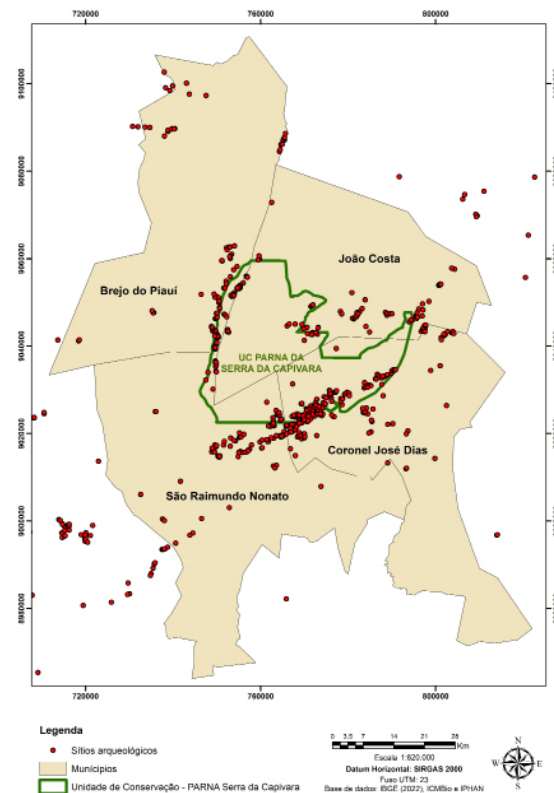 720000 760000 800000
9100000
9080000
9060000
João Costa
Brejo do Piauí
9040000
UC PARNA DA
SERRA DA CAPIVARA
9020000
Coronel José Dias
São Raimundo Nonato
9000000
8980000
720000 760000 800000
Legenda
Sítios arqueológicos
Municípios
Unidade de Conservação - PARNA Serra da Capivara
0 3,5 7 14 21 28
Km
Escala 1:620.000
Datum Horizontal: SIRGAS 2000
Fuso UTM: 23
Base de dados: IBGE (2022), ICMBio e IPHAN
N
W E
S